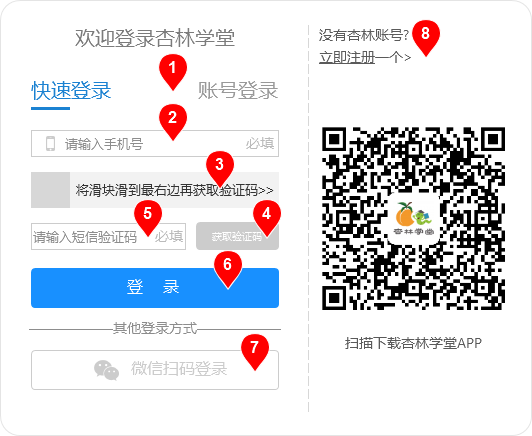 欢迎登录杏林学堂
1
快速登录
账号登录
2
请输入手机号
必填
3
将滑块滑到最右边再获取验证码>>
5
4
请输入短信验证码
必填
获取验证码
6
登 录
其他登录方式
7
微信扫码登录
没有杏林账号?
8
立即注册一个>
杏林学堂
扫描下载杏林学堂APP